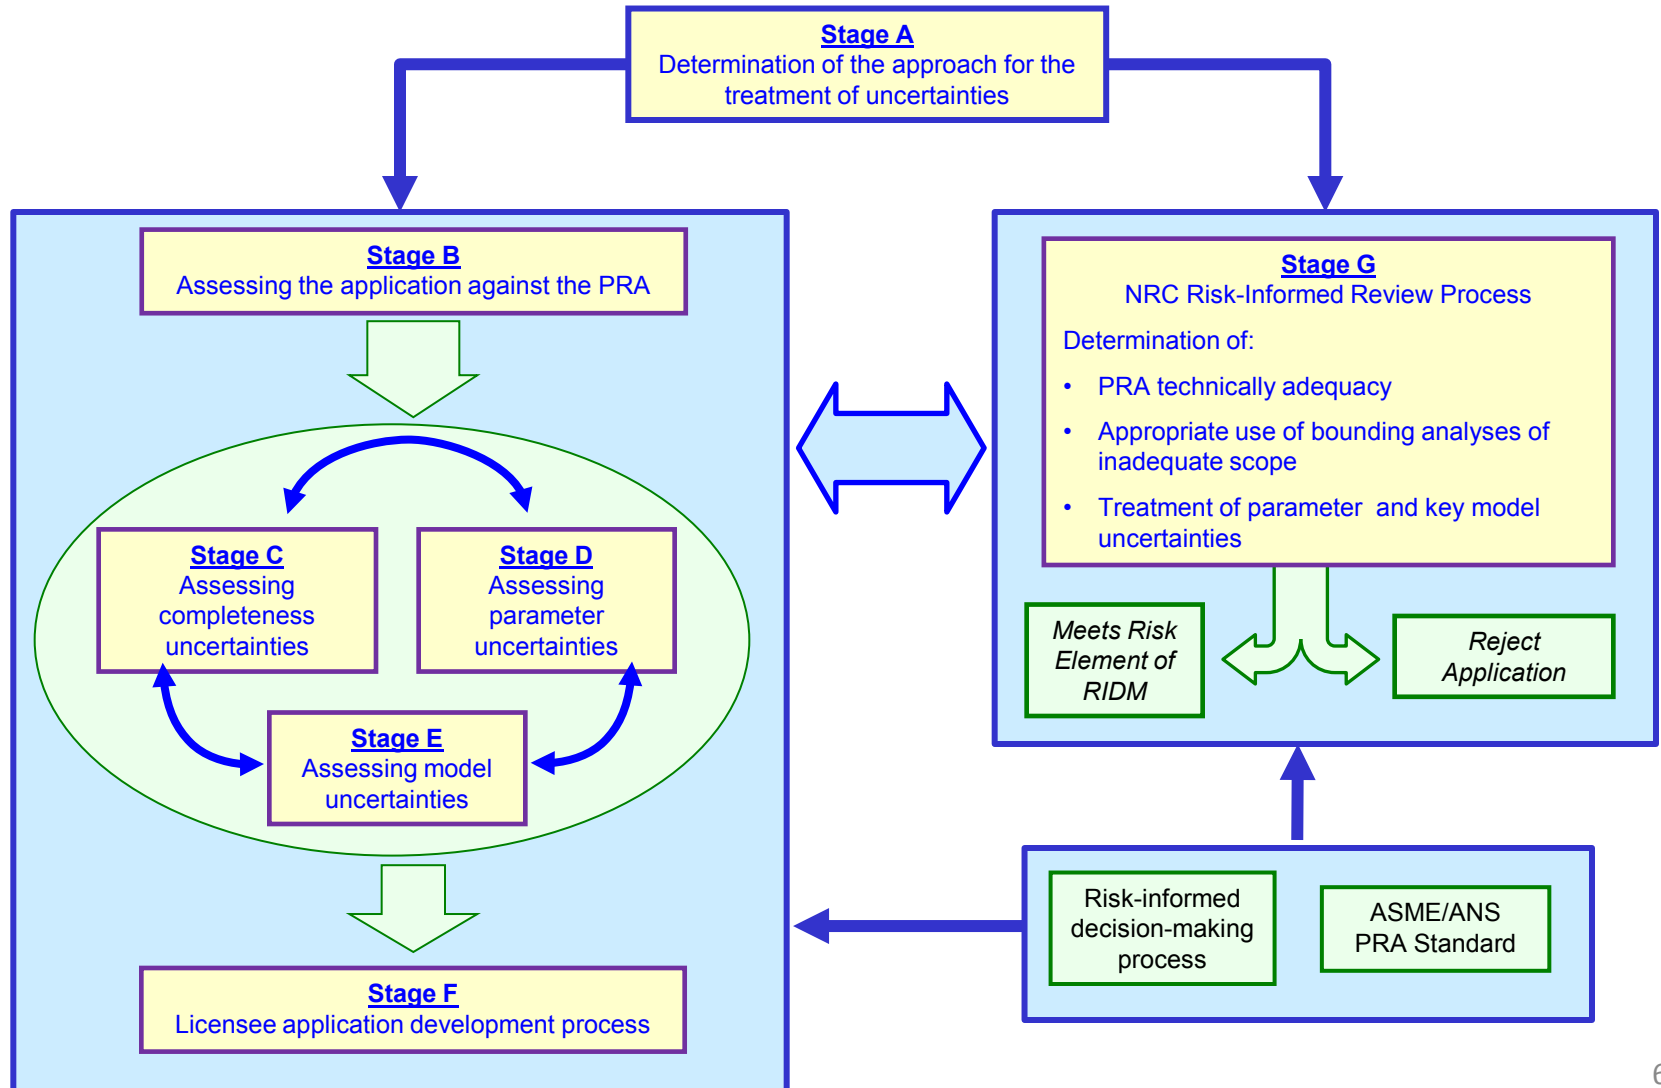 Stage A
Determination of the approach for the
treatment of uncertainties
Stage B
Assessing the application against the PRA
Stage C
Assessing
completeness
uncertainties
Stage D
Assessing
parameter
uncertainties
Stage E
Assessing model
uncertainties
Stage F
Licensee application development process
Stage G
NRC Risk-Informed Review Process
Determination of:
• PRA technically adequacy
• Appropriate use of bounding analyses of
inadequate scope
• Treatment of parameter and key model
uncertainties
Meets Risk
Element of
RIDM
Reject
Application
Risk-informed
decision-making
process
ASME/ANS
PRA Standard
6